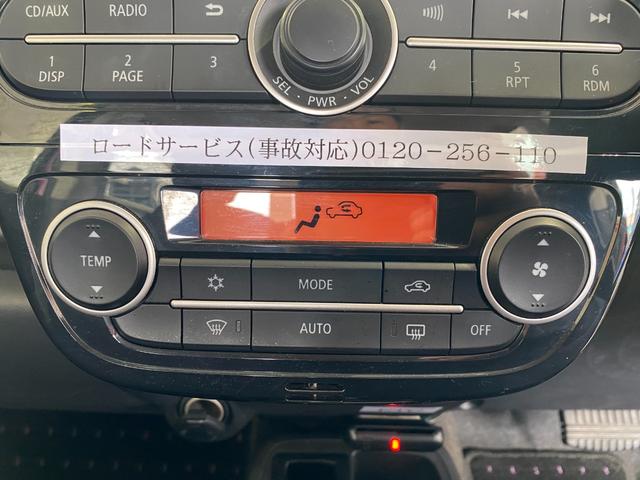 CD/AUX RADIO
1 DISP 2 PAGE 3 4 5 RPT 6 RDM
SEL · PWR · VOL
ロードサービス(事故対応)0120-256-110
TEMP MODE
AUTO OFF